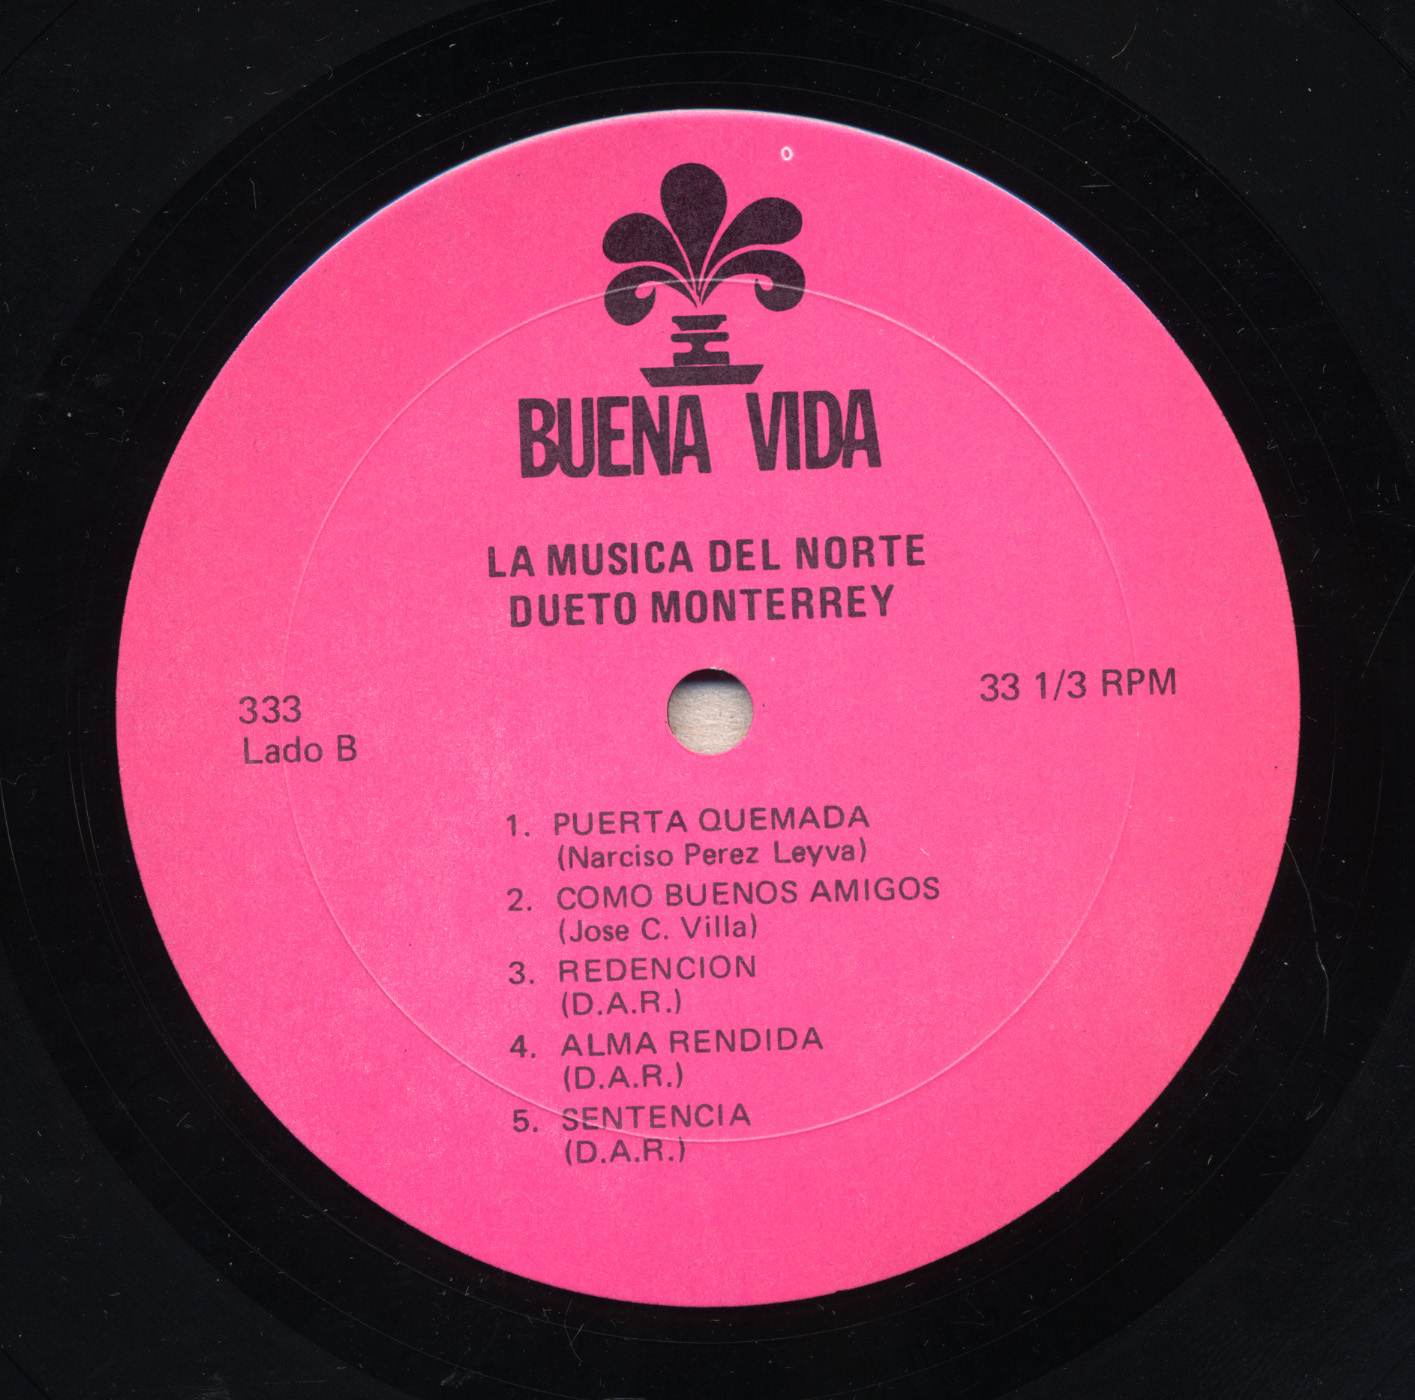 BUENA VIDA
LA MUSICA DEL NORTE
DUETO MONTERREY
333
Lado B
33 1/3 RPM
1. PUERTA QUEMADA
(Narciso Perez Leyva)
2. COMO BUENOS AMIGOS
(Jose C. Villa)
3. REDENCION
(D.A.R.)
4. ALMA RENDIDA
(D.A.R.)
5. SENTENCIA
(D.A.R.)